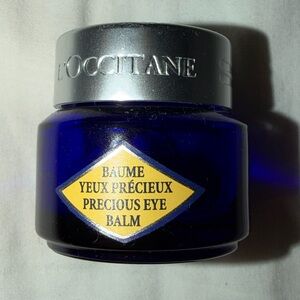 L'OCCITANE
BAUME
YEUX PRÉCIEUX
PRECIOUS EYE
BALM